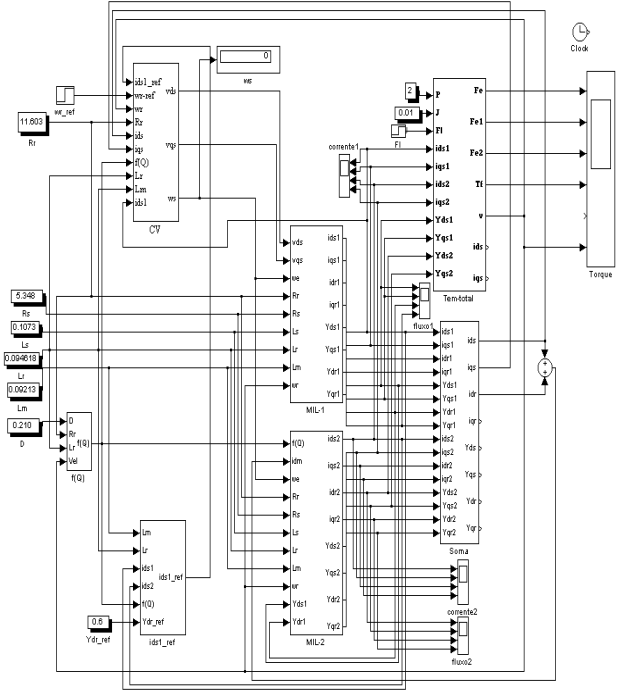 Clock
0
ws
ids1_ref
wr-ref
wr
Rr
ids
iqs
f(Q)
Lr
Lm
ids1
vds
vqs
ws
CV
wr_ref
11.603
Rr
2
0.01
Fl
P
J
Fl
ids1
iqs1
ids2
iqs2
Yds1
Yqs1
Yds2
Yqs2
Fe
Fe1
Fe2
Tf
v
ids
iqs
Tem-total
Torque
corrente1
fluxo1
vds
vqs
we
Rr
Rs
Ls
Lr
Lm
wr
ids1
iqs1
idr1
iqr1
Yds1
Yqs1
Ydr1
Yqr1
MIL-1
5.348
Rs
0.1073
Ls
0.094618
Lr
0.09213
Lm
0.210
D
D
Rr
Lr
Vel
f(Q)
f(Q)
ids1
iqs1
idr1
iqr1
Yds1
Yqs1
Ydr1
Yqr1
ids2
iqs2
idr2
iqr2
Yds2
Yqs2
Ydr2
Yqr2
ids
iqs
idr
iqr
Yds
Yqs
Ydr
Yqr
Soma
+
+
f(Q)
idm
we
Rr
Rs
Ls
Lr
Lm
wr
Yds1
Ydr1
ids2
iqs2
idr2
iqr2
Yds2
Yqs2
Ydr2
Yqr2
MIL-2
Lm
Lr
ids1
ids2
f(Q)
Ydr_ref
ids1_ref
ids1_ref
0.6
Ydr_ref
corrente2
fluxo2